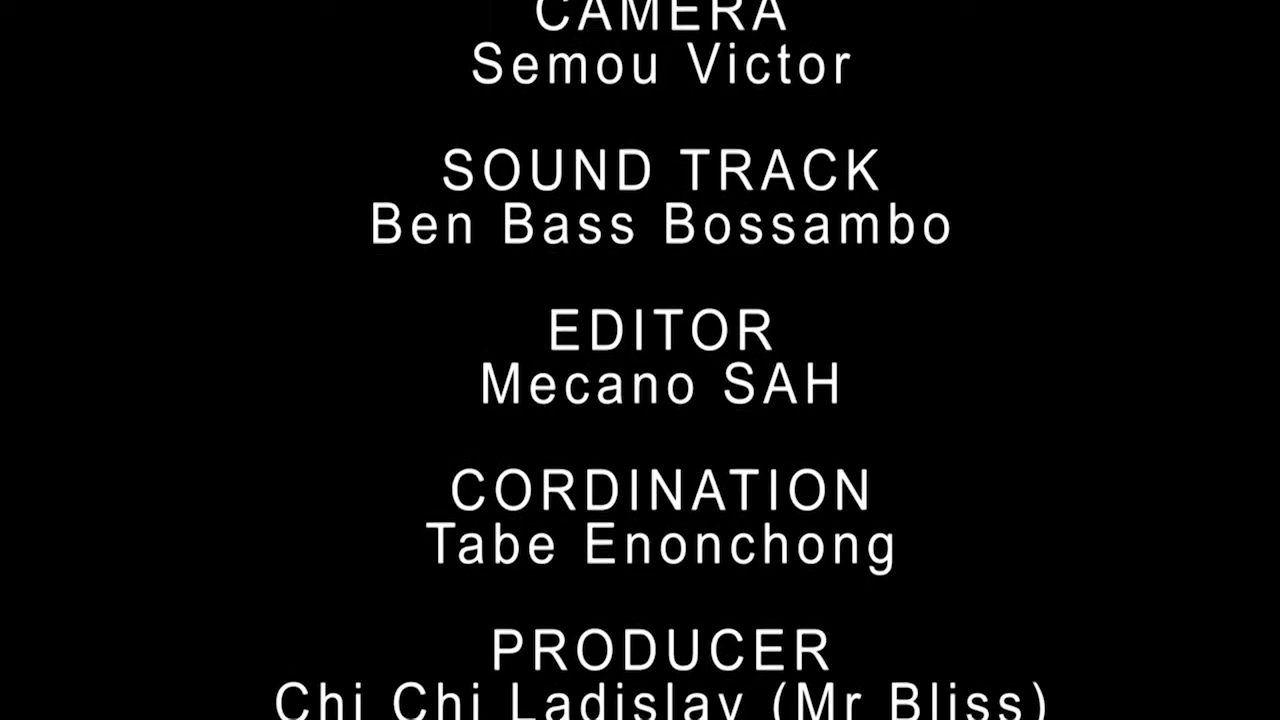 CAMERA
Semou Victor
SOUND TRACK
Ben Bass Bossambo
EDITOR
Mecano SAH
CORDINATION
Tabe Enonchong
PRODUCER
Chi Chi Ladislav (Mr Bliss)